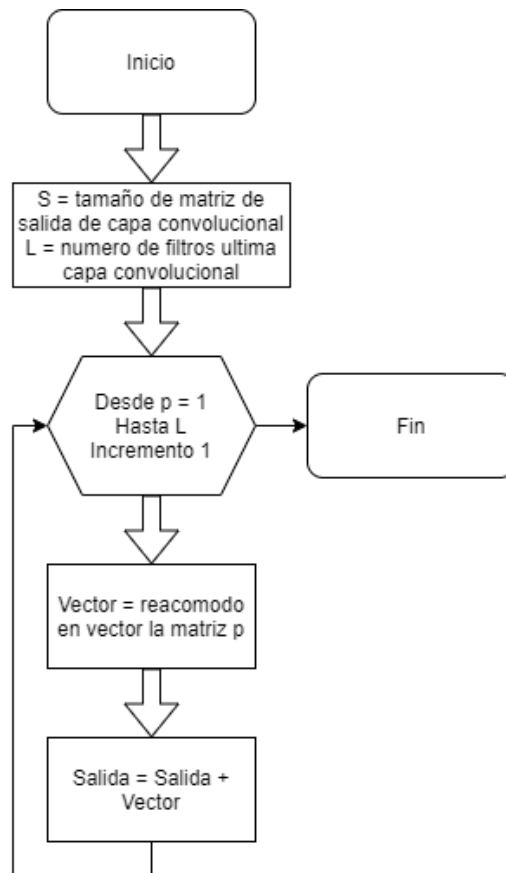 Inicio
S = tamaño de matriz de
salida de capa convolucional
L = numero de filtros ultima
capa convolucional
Desde p = 1
Hasta L
Incremento 1
Fin
Vector = reacomodo
en vector la matriz p
Salida = Salida +
Vector